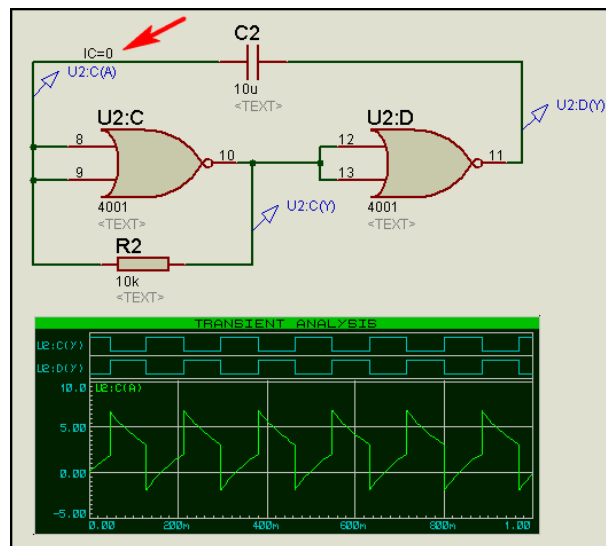 C2
IC=0
U2:C(A)
10u
<TEXT>
U2:D(Y)
U2:C
U2:D
8
9
10
12
13
11
4001
<TEXT>
4001
<TEXT>
U2:C(Y)
R2
10k
<TEXT>
TRANSIENT ANALYSIS
U2:C(Y)
U2:D(Y)
10.0
U2:C(A)
5.00
0.00
-5.00
0.00 200m 400m 600m 800m 1.00